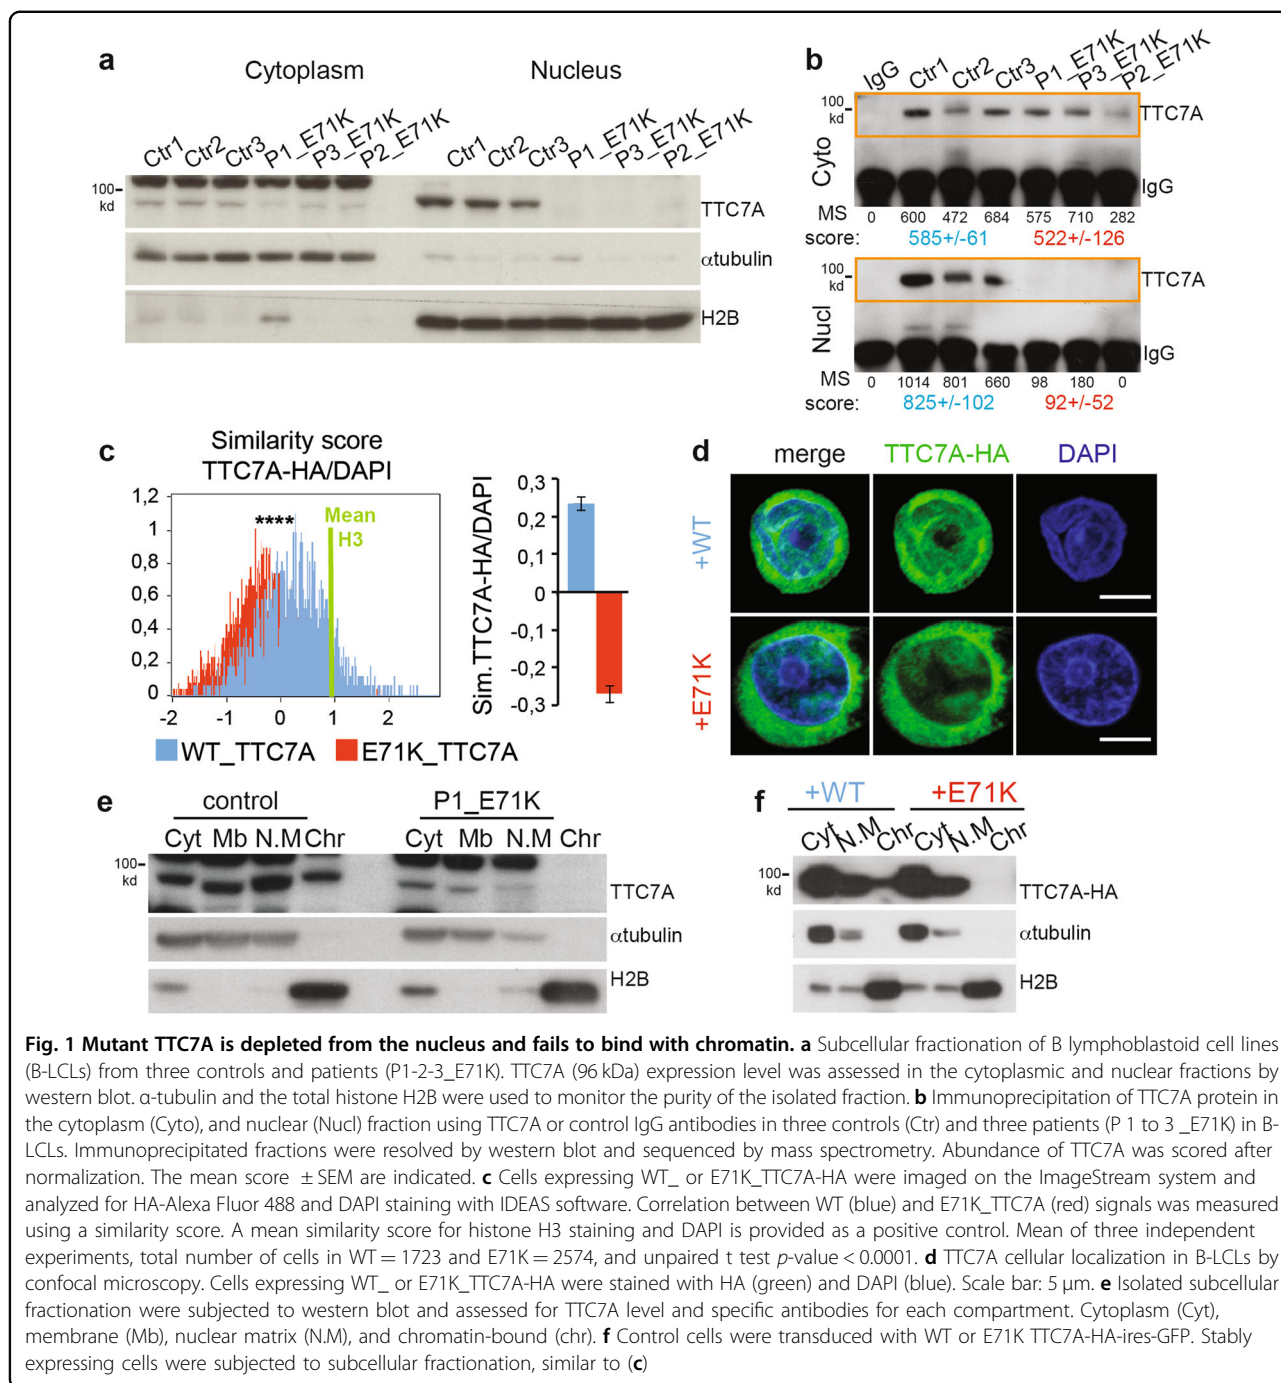 a
Cytoplasm Nucleus
Ctr1 Ctr2 Ctr3 P1_E71K P3_E71K P2_E71K Ctr1 Ctr2 Ctr3 P1_E71K P3_E71K P2_E71K
100
kd
TTC7A
αtubulin
H2B
b
IgG Ctr1 Ctr2 Ctr3 P1_E71K P3_E71K P2_E71K
100
kd
TTC7A
Cyto
IgG
MS 0 600 472 684 575 710 282
score: 585+/-61 522+/-126
100
kd
TTC7A
Nucl
IgG
MS 0 1014 801 660 98 180 0
score: 825+/-102 92+/-52
c
Similarity score
TTC7A-HA/DAPI
1,2
1
0,8
0,6
0,4
0,2
0
-2 -1 0 1 2
****
Mean
H3
WT_TTC7A E71K_TTC7A
Sim.TTC7A-HA/DAPI
0,3
0,2
0,1
0
-0,1
-0,2
-0,3
d
merge TTC7A-HA DAPI
+WT
+E71K
e
control P1_E71K
Cyt Mb N.M Chr Cyt Mb N.M Chr
100
kd
TTC7A
αtubulin
H2B
f
+WT +E71K
Cyt N.M Chr Cyt N.M Chr
100
kd
TTC7A-HA
αtubulin
H2B
Fig. 1 Mutant TTC7A is depleted from the nucleus and fails to bind with chromatin. a Subcellular fractionation of B lymphoblastoid cell lines
(B-LCLs) from three controls and patients (P1-2-3_E71K). TTC7A (96 kDa) expression level was assessed in the cytoplasmic and nuclear fractions by
western blot. α-tubulin and the total histone H2B were used to monitor the purity of the isolated fraction. b Immunoprecipitation of TTC7A protein in
the cytoplasm (Cyto), and nuclear (Nucl) fraction using TTC7A or control IgG antibodies in three controls (Ctr) and three patients (P 1 to 3 _E71K) in B-
LCLs. Immunoprecipitated fractions were resolved by western blot and sequenced by mass spectrometry. Abundance of TTC7A was scored after
normalization. The mean score ± SEM are indicated. c Cells expressing WT_ or E71K_TTC7A-HA were imaged on the ImageStream system and
analyzed for HA-Alexa Fluor 488 and DAPI staining with IDEAS software. Correlation between WT (blue) and E71K_TTC7A (red) signals was measured
using a similarity score. A mean similarity score for histone H3 staining and DAPI is provided as a positive control. Mean of three independent
experiments, total number of cells in WT = 1723 and E71K = 2574, and unpaired t test p-value < 0.0001. d TTC7A cellular localization in B-LCLs by
confocal microscopy. Cells expressing WT_ or E71K_TTC7A-HA were stained with HA (green) and DAPI (blue). Scale bar: 5 µm. e Isolated subcellular
fractionation were subjected to western blot and assessed for TTC7A level and specific antibodies for each compartment. Cytoplasm (Cyt),
membrane (Mb), nuclear matrix (N.M), and chromatin-bound (chr). f Control cells were transduced with WT or E71K TTC7A-HA-ires-GFP. Stably
expressing cells were subjected to subcellular fractionation, similar to (c)